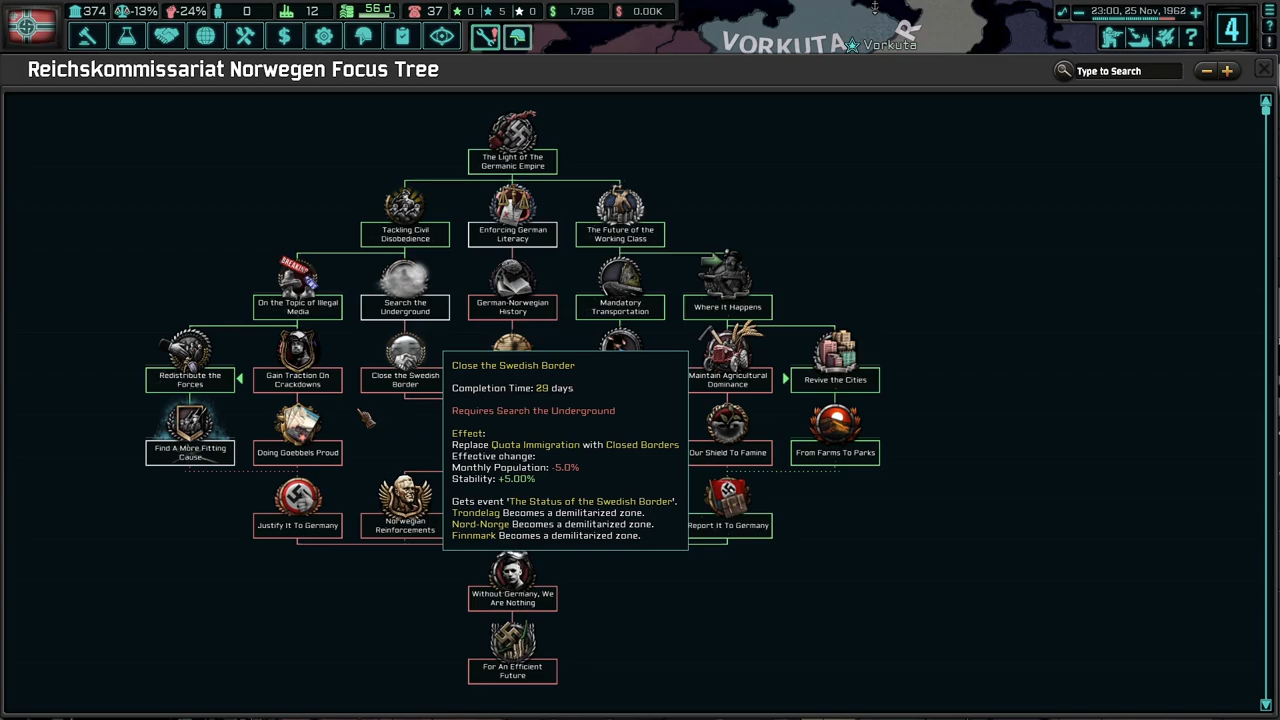 374 -13% -24% 0 12 56 d 37 0 5 0 $ 1.78B $ 0.00K
23:00, 25 Nov, 1962
4
VORKUTA
Vorkuta
R
Reichskommissariat Norwegen Focus Tree
Type to Search
The Light of The
Germanic Empire
Tackling Civil
Disobedience
Enforcing German
Literacy
The Future of the
Working Class
BREAKING
On the Topic of Illegal
Media
Search the
Underground
German-Norwegian
History
Mandatory
Transportation
Where It Happens
Redistribute the
Forces
Gain Traction On
Crackdowns
Close the Swedish
Border
Maintain Agricultural
Dominance
Revive the Cities
Close the Swedish Border
Completion Time: 29 days
Requires Search the Underground
Effect:
Replace Quota Immigration with Closed Borders
Effective change:
Monthly Population: -5.0%
Stability: +5.00%
Gets event 'The Status of the Swedish Border'.
Trondelag Becomes a demilitarized zone.
Nord-Norge Becomes a demilitarized zone.
Finnmark Becomes a demilitarized zone.
Find A More Fitting
Cause
Doing Goebbels Proud
Our Shield To Famine
From Farms To Parks
Justify It To Germany
Norwegian
Reinforcements
Report It To Germany
Without Germany, We
Are Nothing
For An Efficient
Future